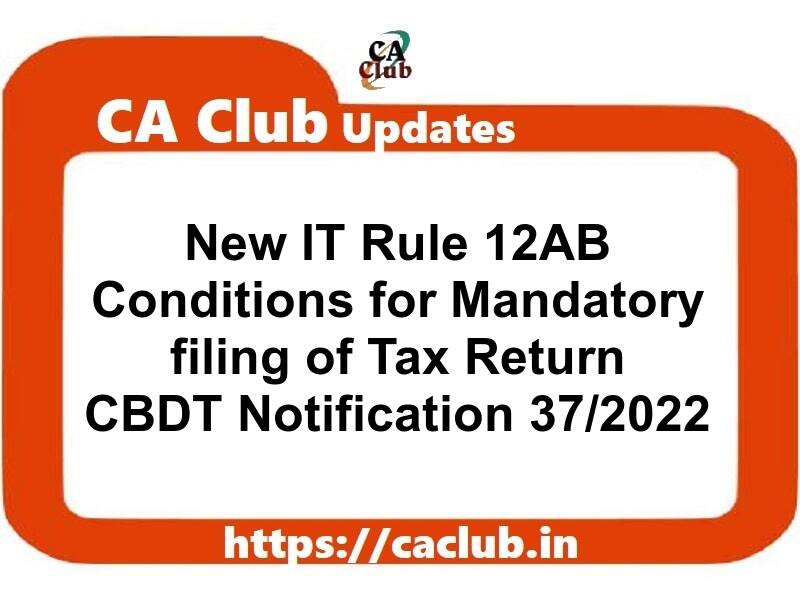 CA
Club
CA Club Updates
New IT Rule 12AB
Conditions for Mandatory
filing of Tax Return
CBDT Notification 37/2022
https://caclub.in